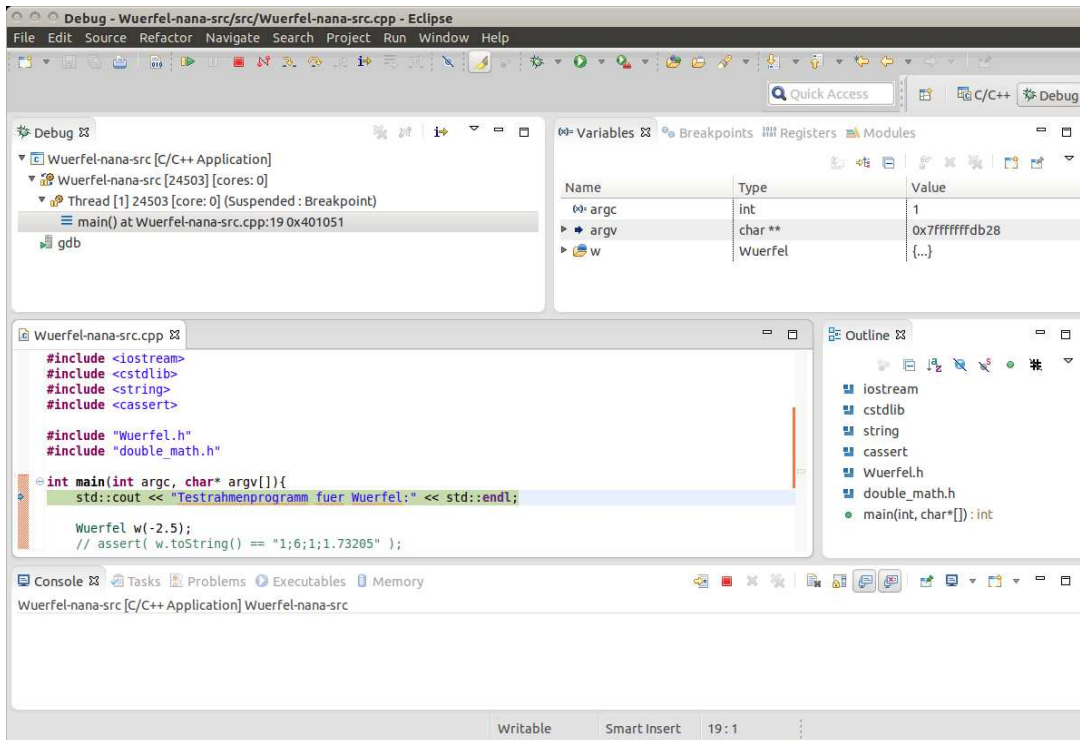 Debug - Wuerfel-nana-src/src/Wuerfel-nana-src.cpp - Eclipse
File Edit Source Refactor Navigate Search Project Run Window Help
Quick Access
C/C++
Debug
Debug
Wuerfel-nana-src [C/C++ Application]
Wuerfel-nana-src [24503] [cores: 0]
Thread [1] 24503 [core: 0] (Suspended : Breakpoint)
main() at Wuerfel-nana-src.cpp:19 0x401051
gdb
Variables Breakpoints Registers Modules
Name Type Value
argc int 1
argv char ** 0x7fffffffdb28
w Wuerfel {...}
Wuerfel-nana-src.cpp
#include <iostream>
#include <cstdlib>
#include <string>
#include <cassert>
#include "Wuerfel.h"
#include "double_math.h"
int main(int argc, char* argv[]){
std::cout << "Testrahmenprogramm fuer Wuerfel:" << std::endl;
Wuerfel w(-2.5);
// assert( w.toString() == "1;6;1;1.73205" );
Outline
iostream
cstdlib
string
cassert
Wuerfel.h
double_math.h
main(int, char*[]) : int
Console Tasks Problems Executables Memory
Wuerfel-nana-src [C/C++ Application] Wuerfel-nana-src
Writable Smart Insert 19 : 1